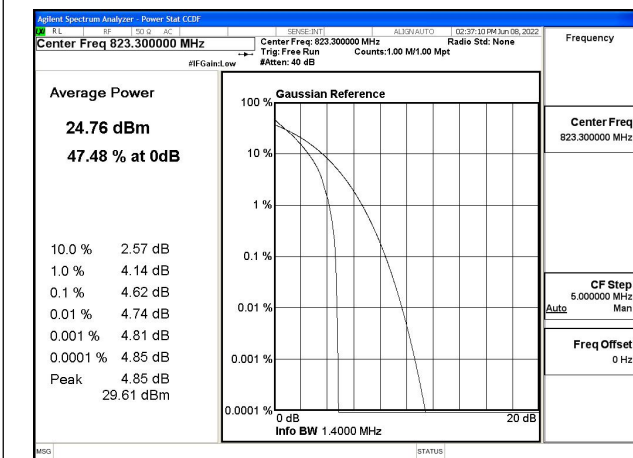 Agilent Spectrum Analyzer - Power Stat CCDF
RL RF 50 Ω AC SENSE:INT ALIGNAUTO 02:37:10 PM Jun 08, 2022
Center Freq 823.300000 MHz
Center Freq: 823.300000 MHz Radio Std: None
Trig: Free Run Counts:1.00 M/1.00 Mpt
#IFGain:Low #Atten: 40 dB
Frequency
Average Power
24.76 dBm
47.48 % at 0dB
10.0 % 2.57 dB
1.0 % 4.14 dB
0.1 % 4.62 dB
0.01 % 4.74 dB
0.001 % 4.81 dB
0.0001 % 4.85 dB
Peak 4.85 dB
29.61 dBm
Gaussian Reference
100 %
10 %
1 %
0.1 %
0.01 %
0.001 %
0.0001 %
0 dB 20 dB
Info BW 1.4000 MHz
Center Freq
823.300000 MHz
CF Step
5.000000 MHz
Auto Man
Freq Offset
0 Hz
MSG STATUS